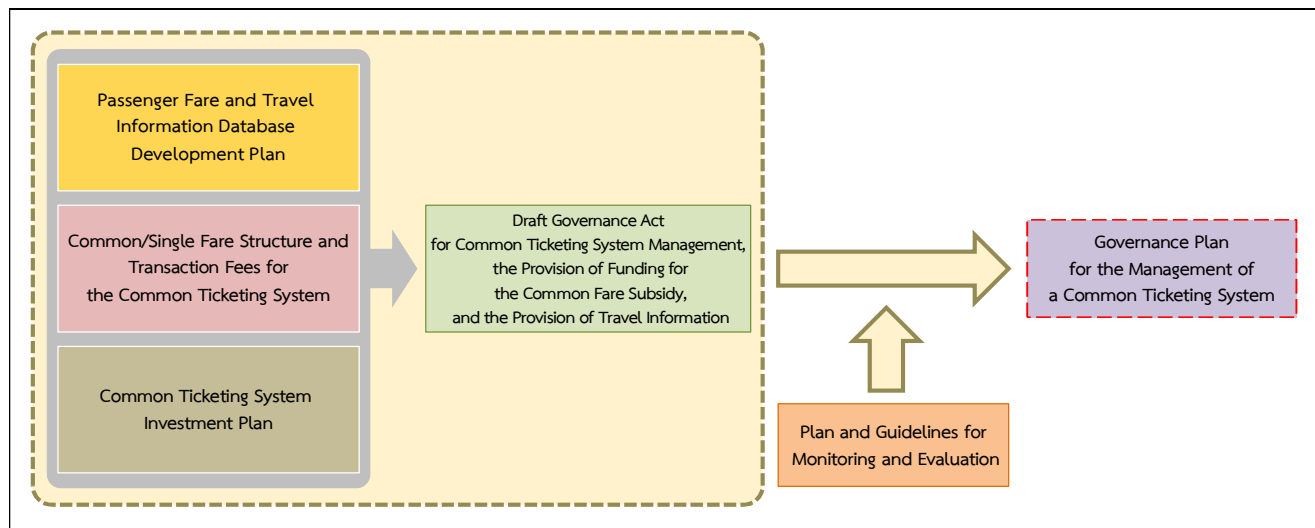 Passenger Fare and Travel
Information Database
Development Plan
Common/Single Fare Structure and
Transaction Fees for
the Common Ticketing System
Common Ticketing System
Investment Plan
Draft Governance Act
for Common Ticketing System Management,
the Provision of Funding for
the Common Fare Subsidy,
and the Provision of Travel Information
Plan and Guidelines for
Monitoring and Evaluation
Governance Plan
for the Management of
a Common Ticketing System